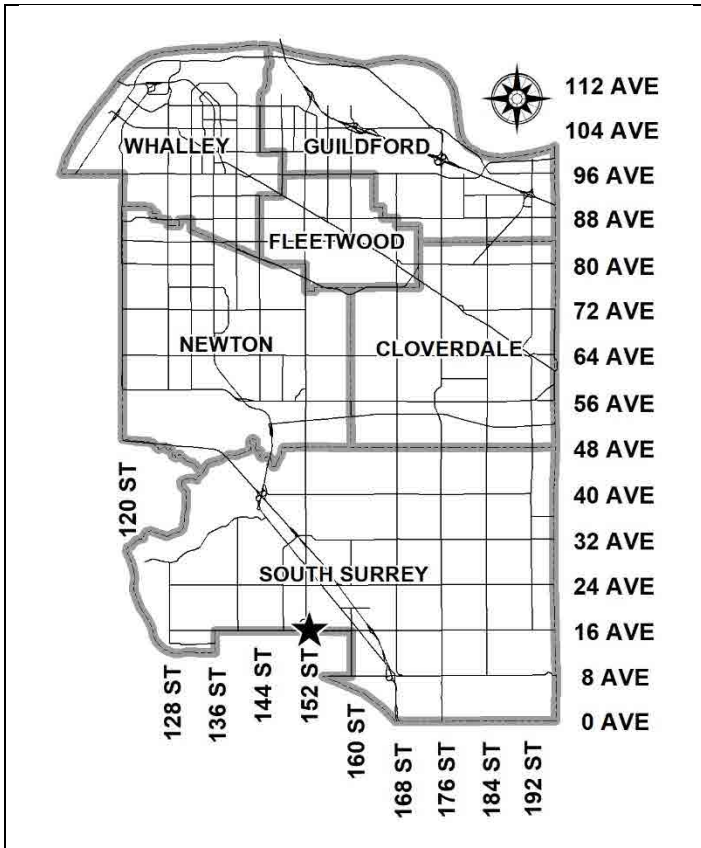 112 AVE
104 AVE
WHALLEY
GUILDFORD
96 AVE
88 AVE
FLEETWOOD
80 AVE
72 AVE
NEWTON
CLOVERDALE
64 AVE
56 AVE
48 AVE
120 ST
40 AVE
32 AVE
SOUTH SURREY
24 AVE
16 AVE
128 ST
136 ST
144 ST
152 ST
8 AVE
160 ST
0 AVE
168 ST
176 ST
184 ST
192 ST